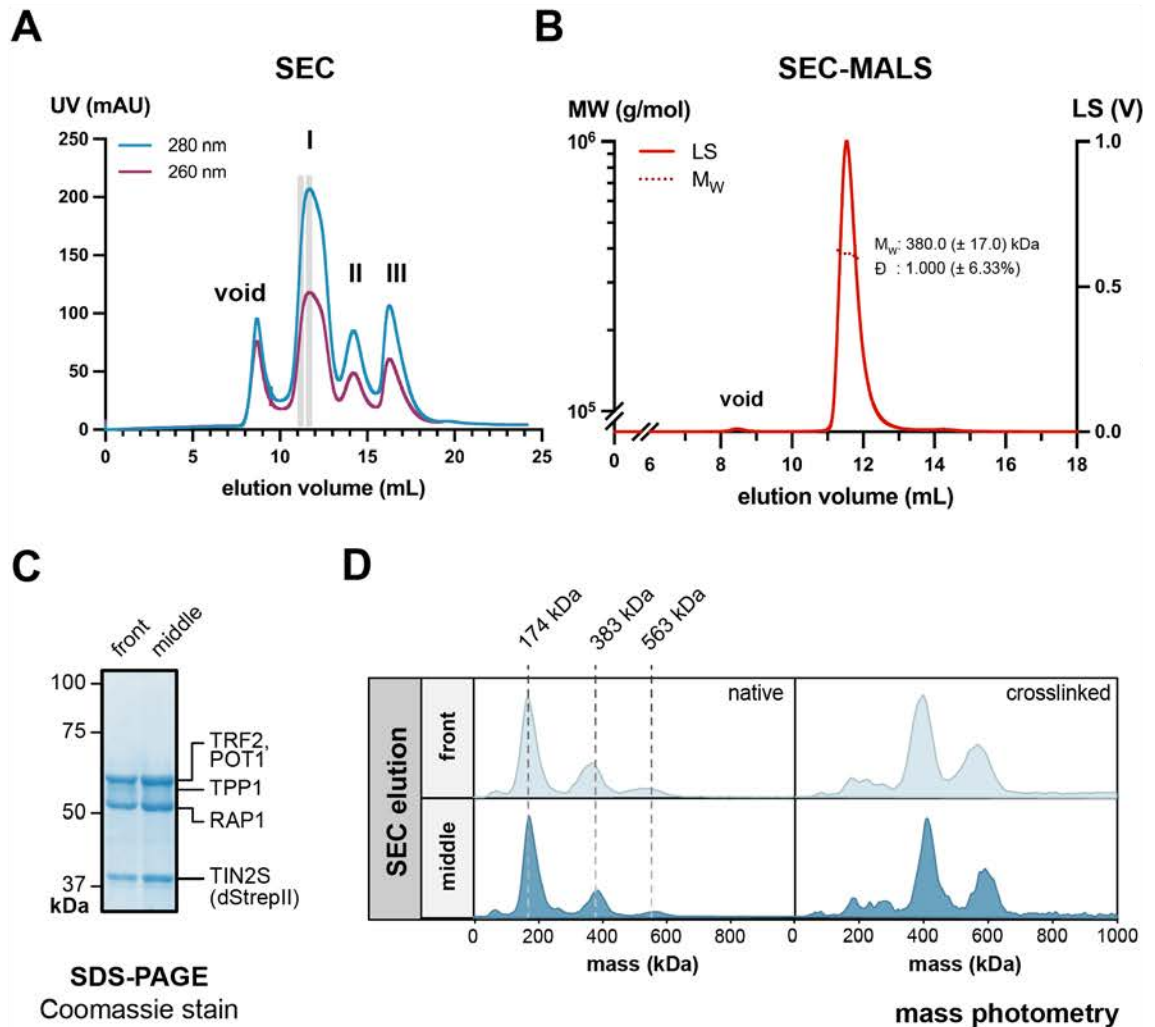 A
SEC
UV (mAU)
280 nm
260 nm
250
200
150
100
50
0
void
I
II
III
0 5 10 15 20 25
elution volume (mL)
B
SEC-MALS
MW (g/mol)
LS (V)
10⁶
10⁵
LS
M_W
1.0
0.5
0.0
M_w: 380.0 (± 17.0) kDa
Đ : 1.000 (± 6.33%)
void
0 6 8 10 12 14 16 18
elution volume (mL)
C
front middle
100
75
50
37
kDa
TRF2,
POT1
TPP1
RAP1
TIN2S
(dStrepII)
SDS-PAGE
Coomassie stain
D
174 kDa 383 kDa 563 kDa
SEC elution
front
middle
native
crosslinked
0 200 400 600 800 0 200 400 600 800 1000
mass (kDa) mass (kDa)
mass photometry